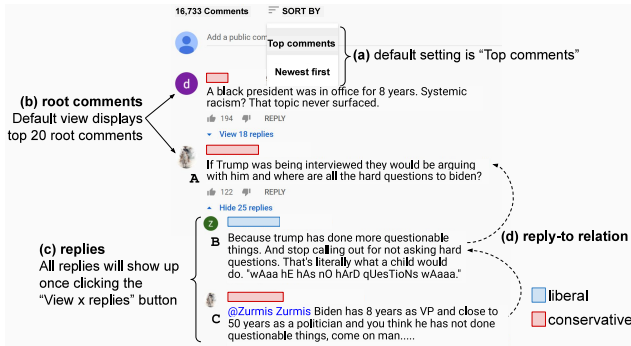 16,733 Comments SORT BY
Add a public com
Top comments
Newest first
(a) default setting is “Top comments”
(b) root comments
Default view displays
top 20 root comments
d
A black president was in office for 8 years. Systemic
racism? That topic never surfaced.
194 REPLY
View 18 replies
A
If Trump was being interviewed they would be arguing
with him and where are all the hard questions to biden?
122 REPLY
Hide 25 replies
(c) replies
All replies will show up
once clicking the
“View x replies” button
Z
B
Because trump has done more questionable
things. And stop calling out for not asking hard
questions. That's literally what a child would
do. "wAaa hE hAs nO hArD qUesTioNs wAaaa."
(d) reply-to relation
C
@Zurmis Zurmis Biden has 8 years as VP and close to
50 years as a politician and you think he has not done
questionable things, come on man.....
liberal
conservative